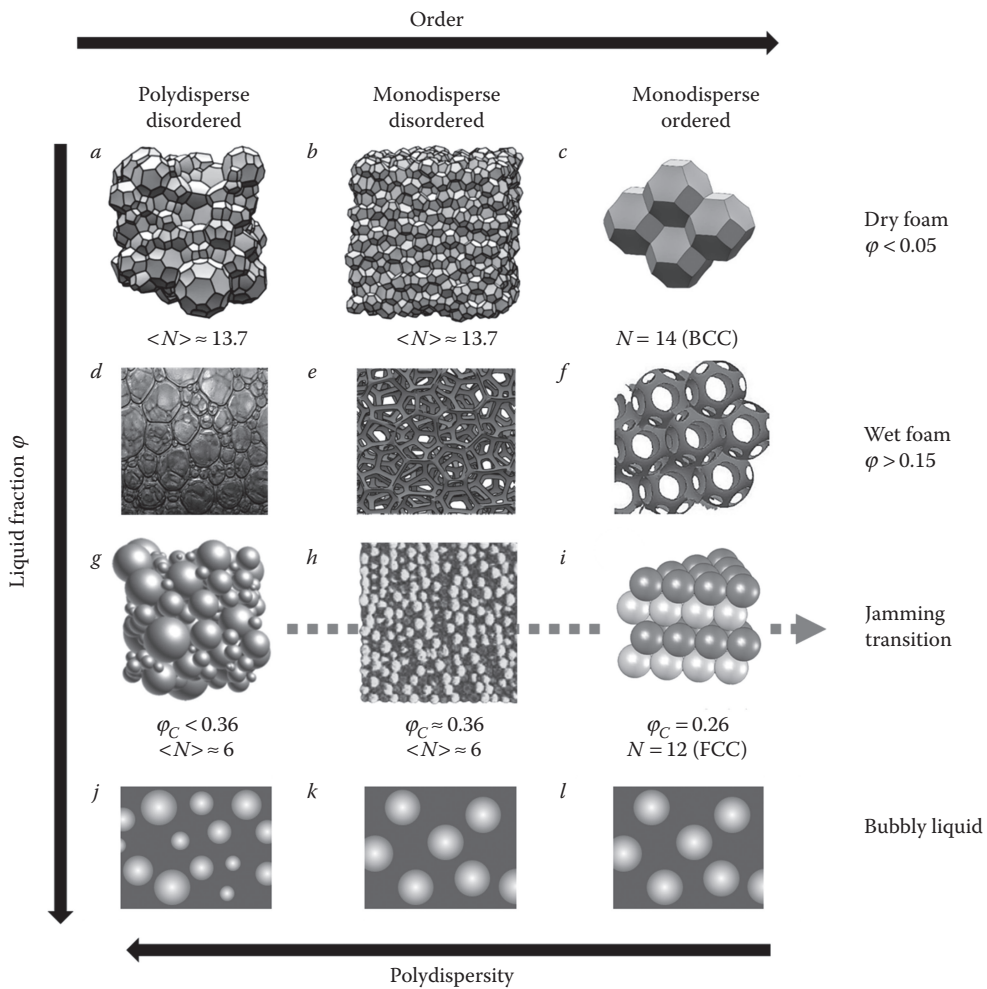 Order
Polydisperse
disordered
Monodisperse
disordered
Monodisperse
ordered
a
b
c
Dry foam
φ < 0.05
<N> ≈ 13.7
<N> ≈ 13.7
N = 14 (BCC)
d
e
f
Wet foam
φ > 0.15
Liquid fraction φ
g
h
i
Jamming
transition
φC < 0.36
<N> ≈ 6
φC ≈ 0.36
<N> ≈ 6
φC = 0.26
N = 12 (FCC)
j
k
l
Bubbly liquid
Polydispersity